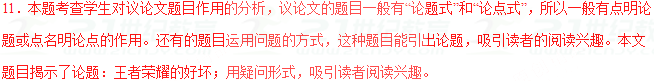 11．本题考查学生对议论文题目作用的分析，议论文的题目一般有“论题式”和“论点式”，所以一般有点明论
题或点名明论点的作用。还有的题目运用问题的方式，这种题目能引出论题，吸引读者的阅读兴趣。本文
题目揭示了论题：王者荣耀的好坏；用疑问形式，吸引读者阅读兴趣。